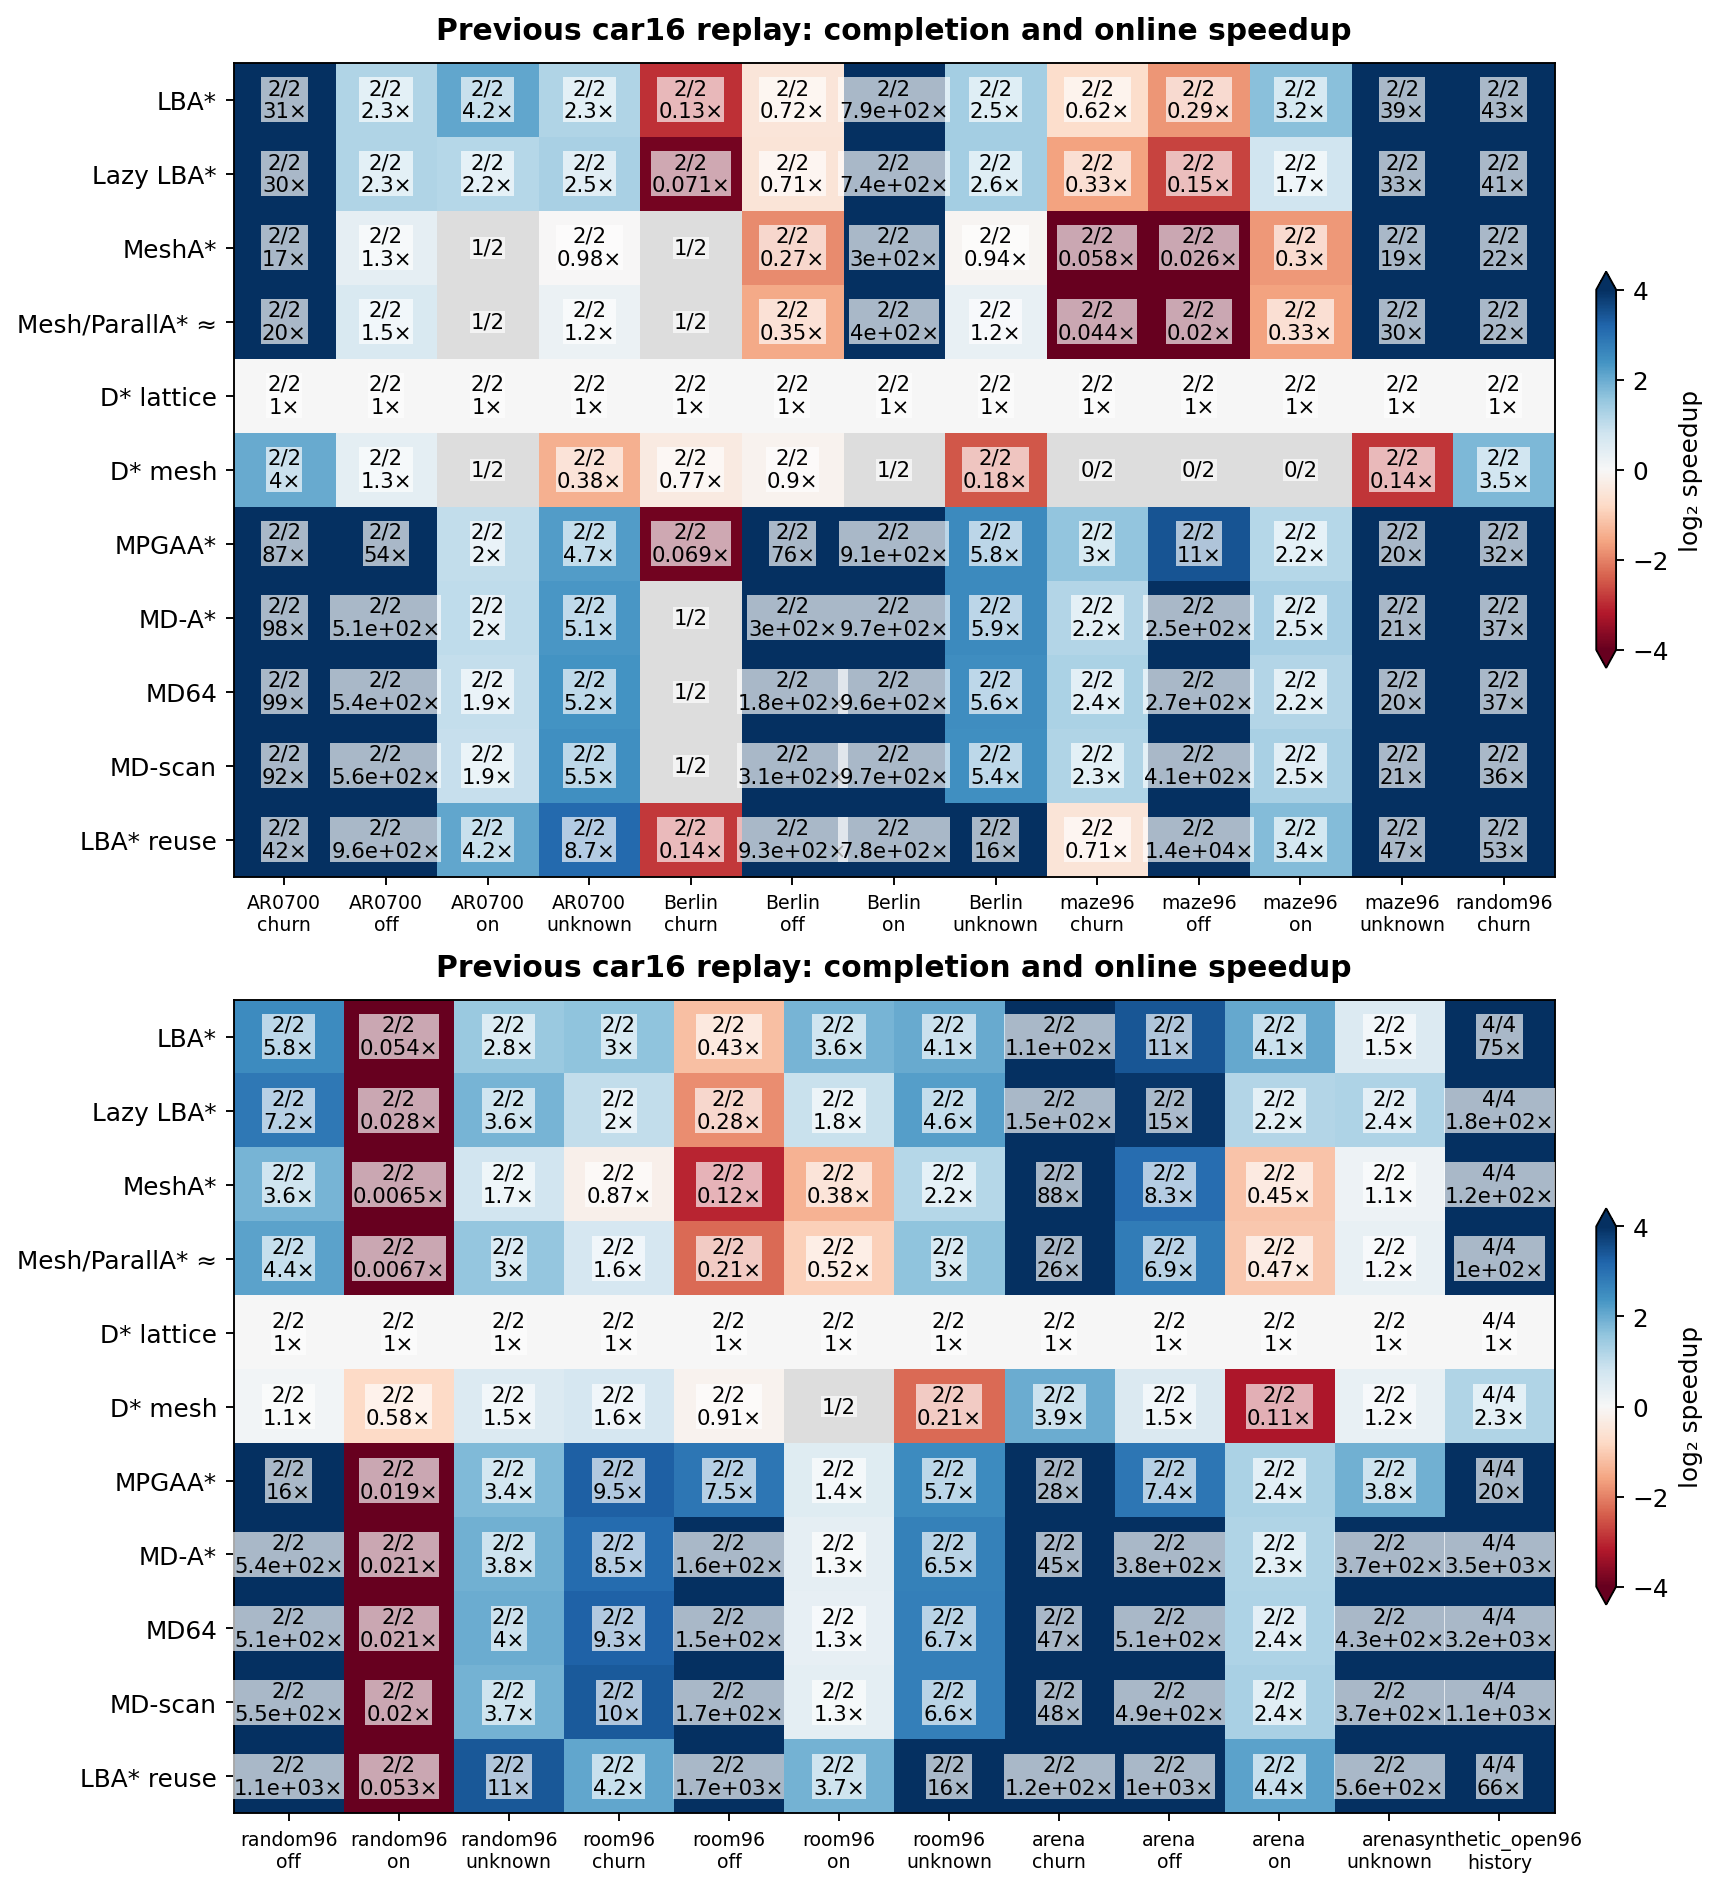 Previous car16 replay: completion and online speedup
LBA* 2/2 2/2 2/2 2/2 2/2 2/2 2/2 2/2 2/2 2/2 2/2 2/2 2/2
31× 2.3× 4.2× 2.3× 0.13× 0.72× 7.9e+02× 2.5× 0.62× 0.29× 3.2× 39× 43×
Lazy LBA* 2/2 2/2 2/2 2/2 2/2 2/2 2/2 2/2 2/2 2/2 2/2 2/2 2/2
30× 2.3× 2.2× 2.5× 0.071× 0.71× 7.4e+02× 2.6× 0.33× 0.15× 1.7× 33× 41×
MeshA* 2/2 2/2 1/2 2/2 1/2 2/2 2/2 2/2 2/2 2/2 2/2 2/2 2/2
17× 1.3× 0.98× 0.27× 3e+02× 0.94× 0.058× 0.026× 0.3× 19× 22×
Mesh/ParallA* ≈ 2/2 2/2 1/2 2/2 1/2 2/2 2/2 2/2 2/2 2/2 2/2 2/2 2/2
20× 1.5× 1.2× 0.35× 4e+02× 1.2× 0.044× 0.02× 0.33× 30× 22×
D* lattice 2/2 2/2 2/2 2/2 2/2 2/2 2/2 2/2 2/2 2/2 2/2 2/2 2/2
1× 1× 1× 1× 1× 1× 1× 1× 1× 1× 1× 1× 1×
D* mesh 2/2 2/2 1/2 2/2 2/2 2/2 1/2 2/2 0/2 0/2 0/2 2/2 2/2
4× 1.3× 0.38× 0.77× 0.9× 0.18× 0.14× 3.5×
MPGAA* 2/2 2/2 2/2 2/2 2/2 2/2 2/2 2/2 2/2 2/2 2/2 2/2 2/2
87× 54× 2× 4.7× 0.069× 76× 9.1e+02× 5.8× 3× 11× 2.2× 20× 32×
MD-A* 2/2 2/2 2/2 2/2 1/2 2/2 2/2 2/2 2/2 2/2 2/2 2/2 2/2
98× 5.1e+02× 2× 5.1× 3e+02× 9.7e+02× 5.9× 2.2× 2.5e+02× 2.5× 21× 37×
MD64 2/2 2/2 2/2 2/2 1/2 2/2 2/2 2/2 2/2 2/2 2/2 2/2 2/2
99× 5.4e+02× 1.9× 5.2× 1.8e+02× 9.6e+02× 5.6× 2.4× 2.7e+02× 2.2× 20× 37×
MD-scan 2/2 2/2 2/2 2/2 1/2 2/2 2/2 2/2 2/2 2/2 2/2 2/2 2/2
92× 5.6e+02× 1.9× 5.5× 3.1e+02× 9.7e+02× 5.4× 2.3× 4.1e+02× 2.5× 21× 36×
LBA* reuse 2/2 2/2 2/2 2/2 2/2 2/2 2/2 2/2 2/2 2/2 2/2 2/2 2/2
42× 9.6e+02× 4.2× 8.7× 0.14× 9.3e+02× 7.8e+02× 16× 0.71× 1.4e+04× 3.4× 47× 53×
AR0700 AR0700 AR0700 AR0700 Berlin Berlin Berlin Berlin maze96 maze96 maze96 maze96 random96
churn off on unknown churn off on unknown churn off on unknown churn
4
2
0
−2
−4
log₂ speedup
Previous car16 replay: completion and online speedup
LBA* 2/2 2/2 2/2 2/2 2/2 2/2 2/2 2/2 2/2 2/2 2/2 4/4
5.8× 0.054× 2.8× 3× 0.43× 3.6× 4.1× 1.1e+02× 11× 4.1× 1.5× 75×
Lazy LBA* 2/2 2/2 2/2 2/2 2/2 2/2 2/2 2/2 2/2 2/2 2/2 4/4
7.2× 0.028× 3.6× 2× 0.28× 1.8× 4.6× 1.5e+02× 15× 2.2× 2.4× 1.8e+02×
MeshA* 2/2 2/2 2/2 2/2 2/2 2/2 2/2 2/2 2/2 2/2 2/2 4/4
3.6× 0.0065× 1.7× 0.87× 0.12× 0.38× 2.2× 88× 8.3× 0.45× 1.1× 1.2e+02×
Mesh/ParallA* ≈ 2/2 2/2 2/2 2/2 2/2 2/2 2/2 2/2 2/2 2/2 2/2 4/4
4.4× 0.0067× 3× 1.6× 0.21× 0.52× 3× 26× 6.9× 0.47× 1.2× 1e+02×
D* lattice 2/2 2/2 2/2 2/2 2/2 2/2 2/2 2/2 2/2 2/2 2/2 4/4
1× 1× 1× 1× 1× 1× 1× 1× 1× 1× 1× 1×
D* mesh 2/2 2/2 2/2 2/2 2/2 1/2 2/2 2/2 2/2 2/2 2/2 4/4
1.1× 0.58× 1.5× 1.6× 0.91× 0.21× 3.9× 1.5× 0.11× 1.2× 2.3×
MPGAA* 2/2 2/2 2/2 2/2 2/2 2/2 2/2 2/2 2/2 2/2 2/2 4/4
16× 0.019× 3.4× 9.5× 7.5× 1.4× 5.7× 28× 7.4× 2.4× 3.8× 20×
MD-A* 2/2 2/2 2/2 2/2 2/2 2/2 2/2 2/2 2/2 2/2 2/2 4/4
5.4e+02× 0.021× 3.8× 8.5× 1.6e+02× 1.3× 6.5× 45× 3.8e+02× 2.3× 3.7e+02× 3.5e+03×
MD64 2/2 2/2 2/2 2/2 2/2 2/2 2/2 2/2 2/2 2/2 2/2 4/4
5.1e+02× 0.021× 4× 9.3× 1.5e+02× 1.3× 6.7× 47× 5.1e+02× 2.4× 4.3e+02× 3.2e+03×
MD-scan 2/2 2/2 2/2 2/2 2/2 2/2 2/2 2/2 2/2 2/2 2/2 4/4
5.5e+02× 0.02× 3.7× 10× 1.7e+02× 1.3× 6.6× 48× 4.9e+02× 2.4× 3.7e+02× 1.1e+03×
LBA* reuse 2/2 2/2 2/2 2/2 2/2 2/2 2/2 2/2 2/2 2/2 2/2 4/4
1.1e+03× 0.053× 11× 4.2× 1.7e+03× 3.7× 16× 1.2e+02× 1e+03× 4.4× 5.6e+02× 66×
random96 random96 random96 room96 room96 room96 room96 arena arena arena arena synthetic_open96
off on unknown churn off on unknown churn off on unknown history
4
2
0
−2
−4
log₂ speedup